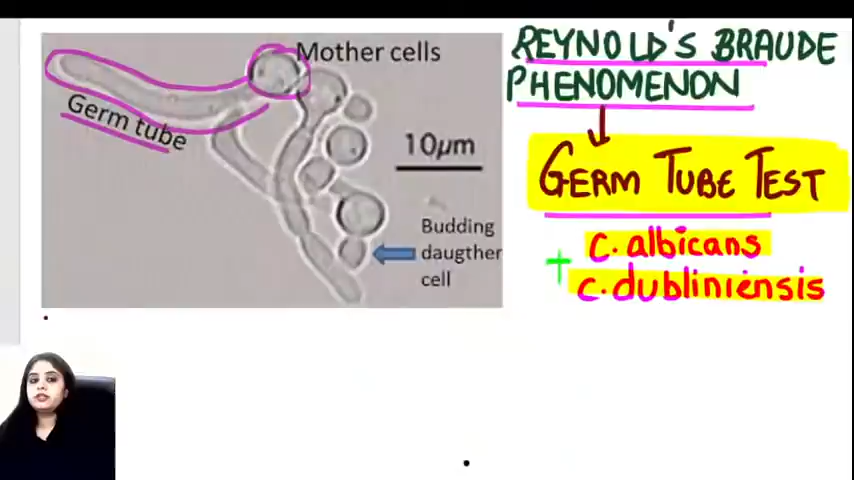 Mother cells
Germ tube
10µm
Budding
daugther
cell
REYNOLD'S BRAUDE
PHENOMENON
GERM TUBE TEST
c. albicans
+
c. dubliniensis